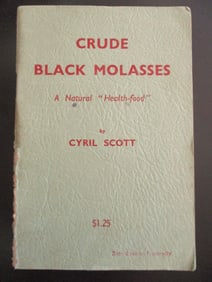 CRUDE
BLACK MOLASSES
A Natural "Health-food"
by
CYRIL SCOTT
$1.25